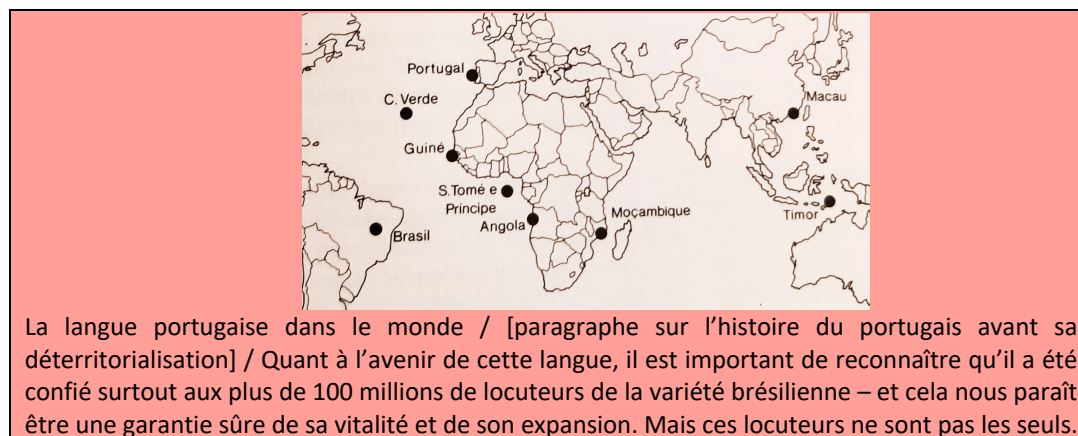 Portugal
C. Verde
Macau
Guiné
S. Tomé e
Príncipe
Moçambique
Timor
Angola
Brasil
La langue portugaise dans le monde / [paragraphe sur l’histoire du portugais avant sa
déterritorialisation] / Quant à l’avenir de cette langue, il est important de reconnaître qu’il a été
confié surtout aux plus de 100 millions de locuteurs de la variété brésilienne – et cela nous paraît
être une garantie sûre de sa vitalité et de son expansion. Mais ces locuteurs ne sont pas les seuls.